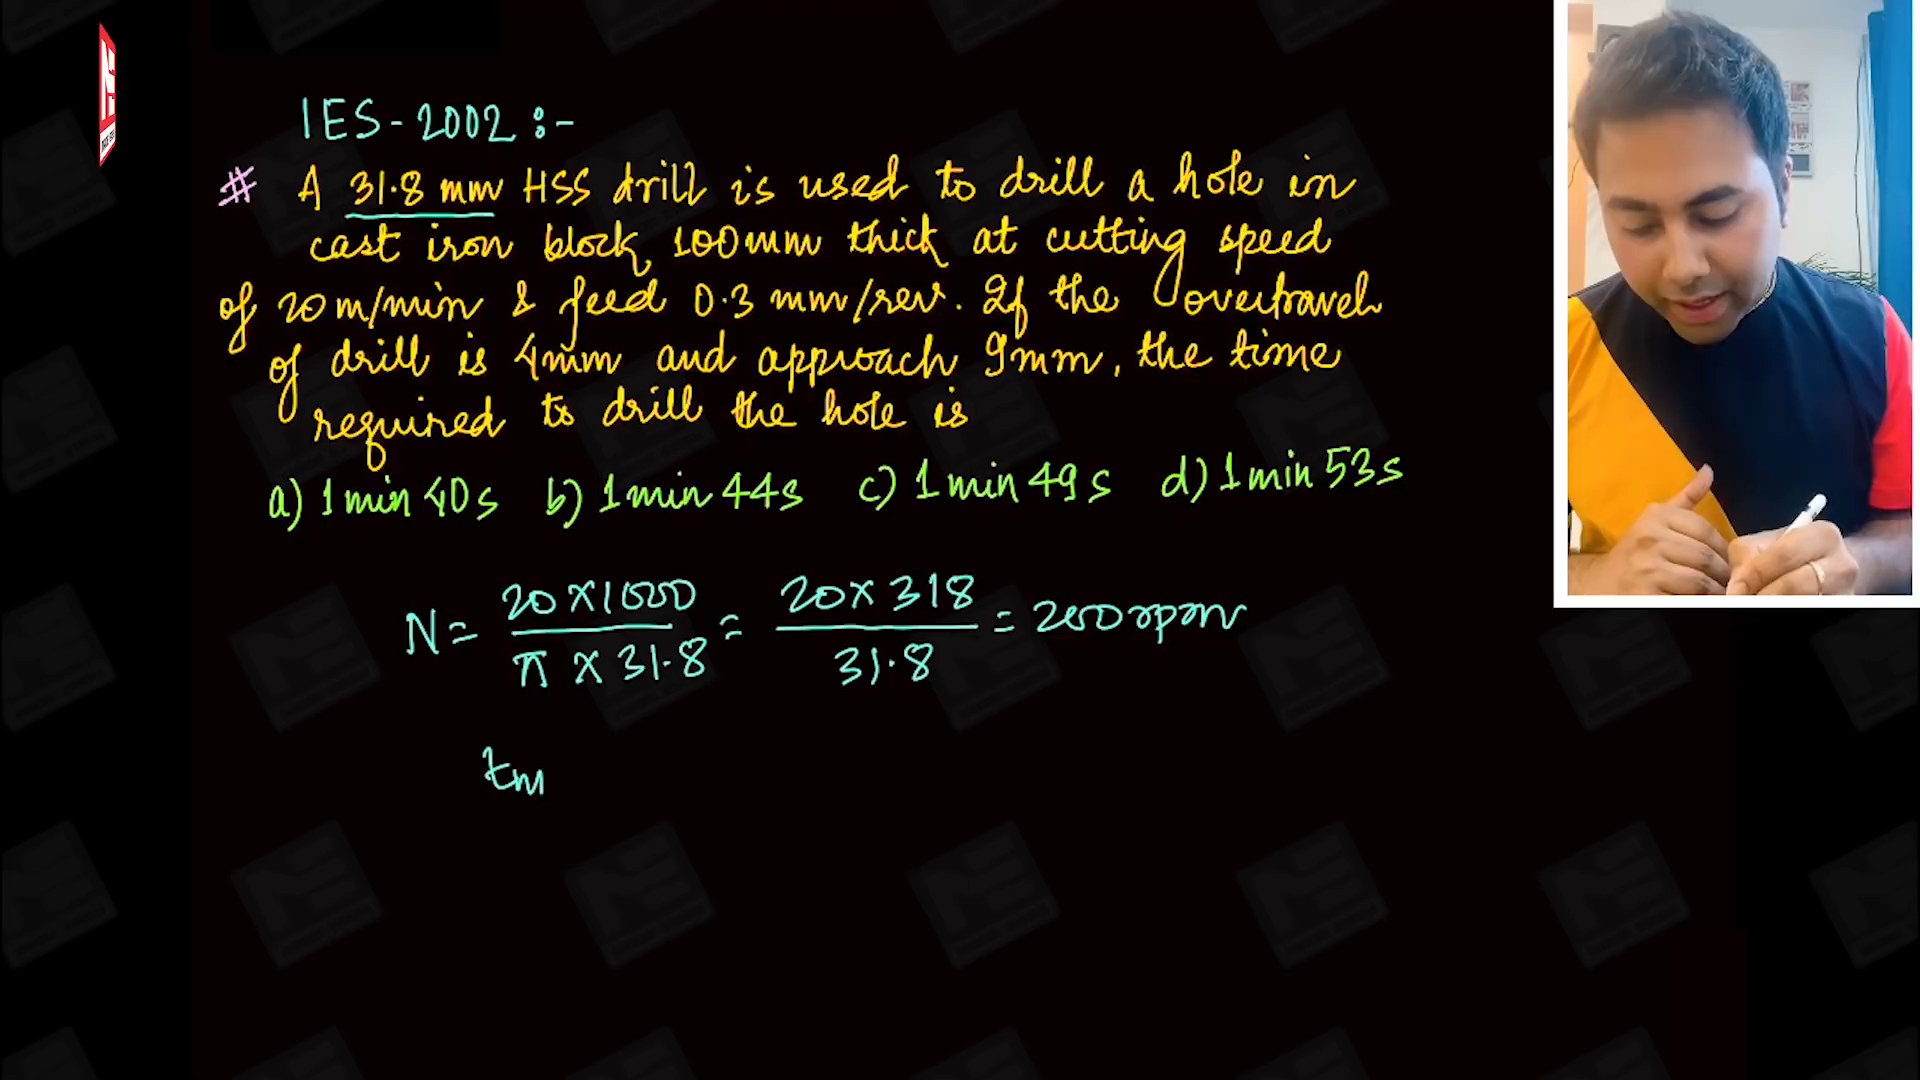 IES-2002 :-
# A 31.8 mm HSS drill is used to drill a hole in
cast iron block 100mm thick at cutting speed
of 20 m/min & feed 0.3 mm/rev. If the overtravel
of drill is 4mm and approach 9mm, the time
required to drill the hole is
a) 1 min 40s b) 1 min 44s c) 1 min 49s d) 1 min 53s
N = 20 x 1000 / π x 31.8 = 20 x 318 / 31.8 = 200 rpm
tm